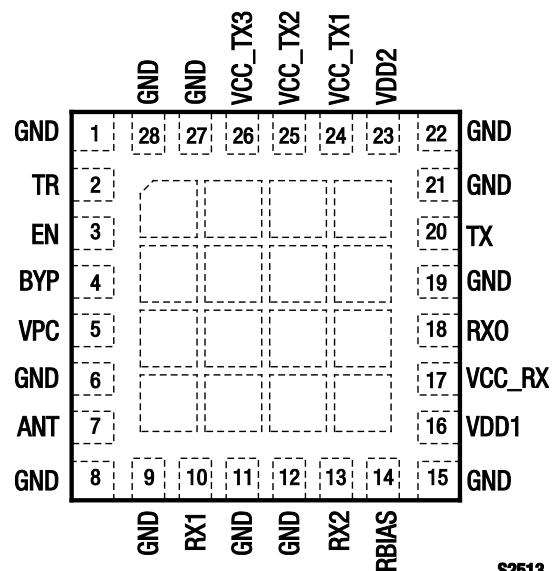 GND
GND
VCC_TX3
VCC_TX2
VCC_TX1
VDD2
GND 1 28 27 26 25 24 23 22 GND
TR 2 21 GND
EN 3 20 TX
BYP 4 19 GND
VPC 5 18 RXO
GND 6 17 VCC_RX
ANT 7 16 VDD1
GND 8 9 10 11 12 13 14 15 GND
GND
RX1
GND
GND
RX2
RBIAS
S2513